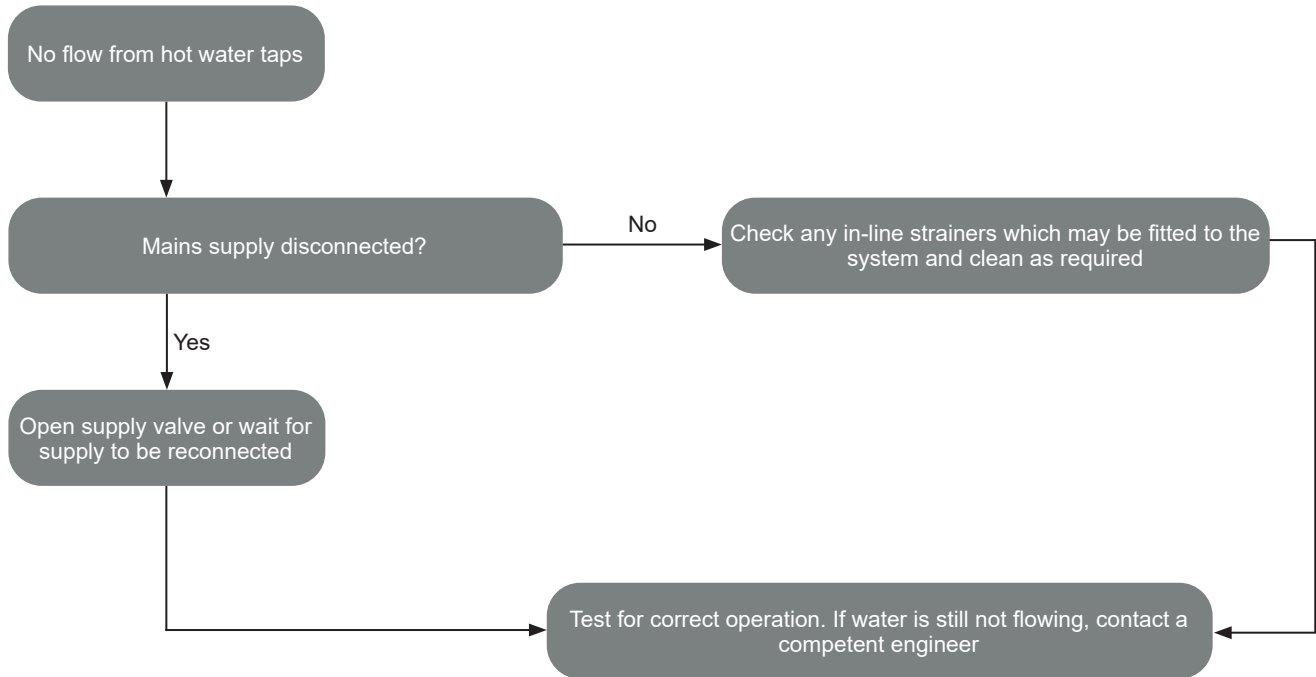 No flow from hot water taps
Mains supply disconnected?
No
Check any in-line strainers which may be fitted to the
system and clean as required
Yes
Open supply valve or wait for
supply to be reconnected
Test for correct operation. If water is still not flowing, contact a
competent engineer